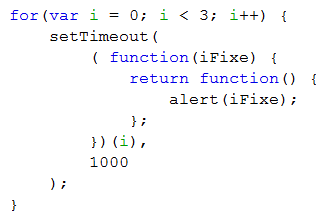 for(var i = 0; i < 3; i++) {
    setTimeout(
        ( function(iFixe) {
            return function() {
                alert(iFixe);
            };
        })(i),
        1000
    );
}